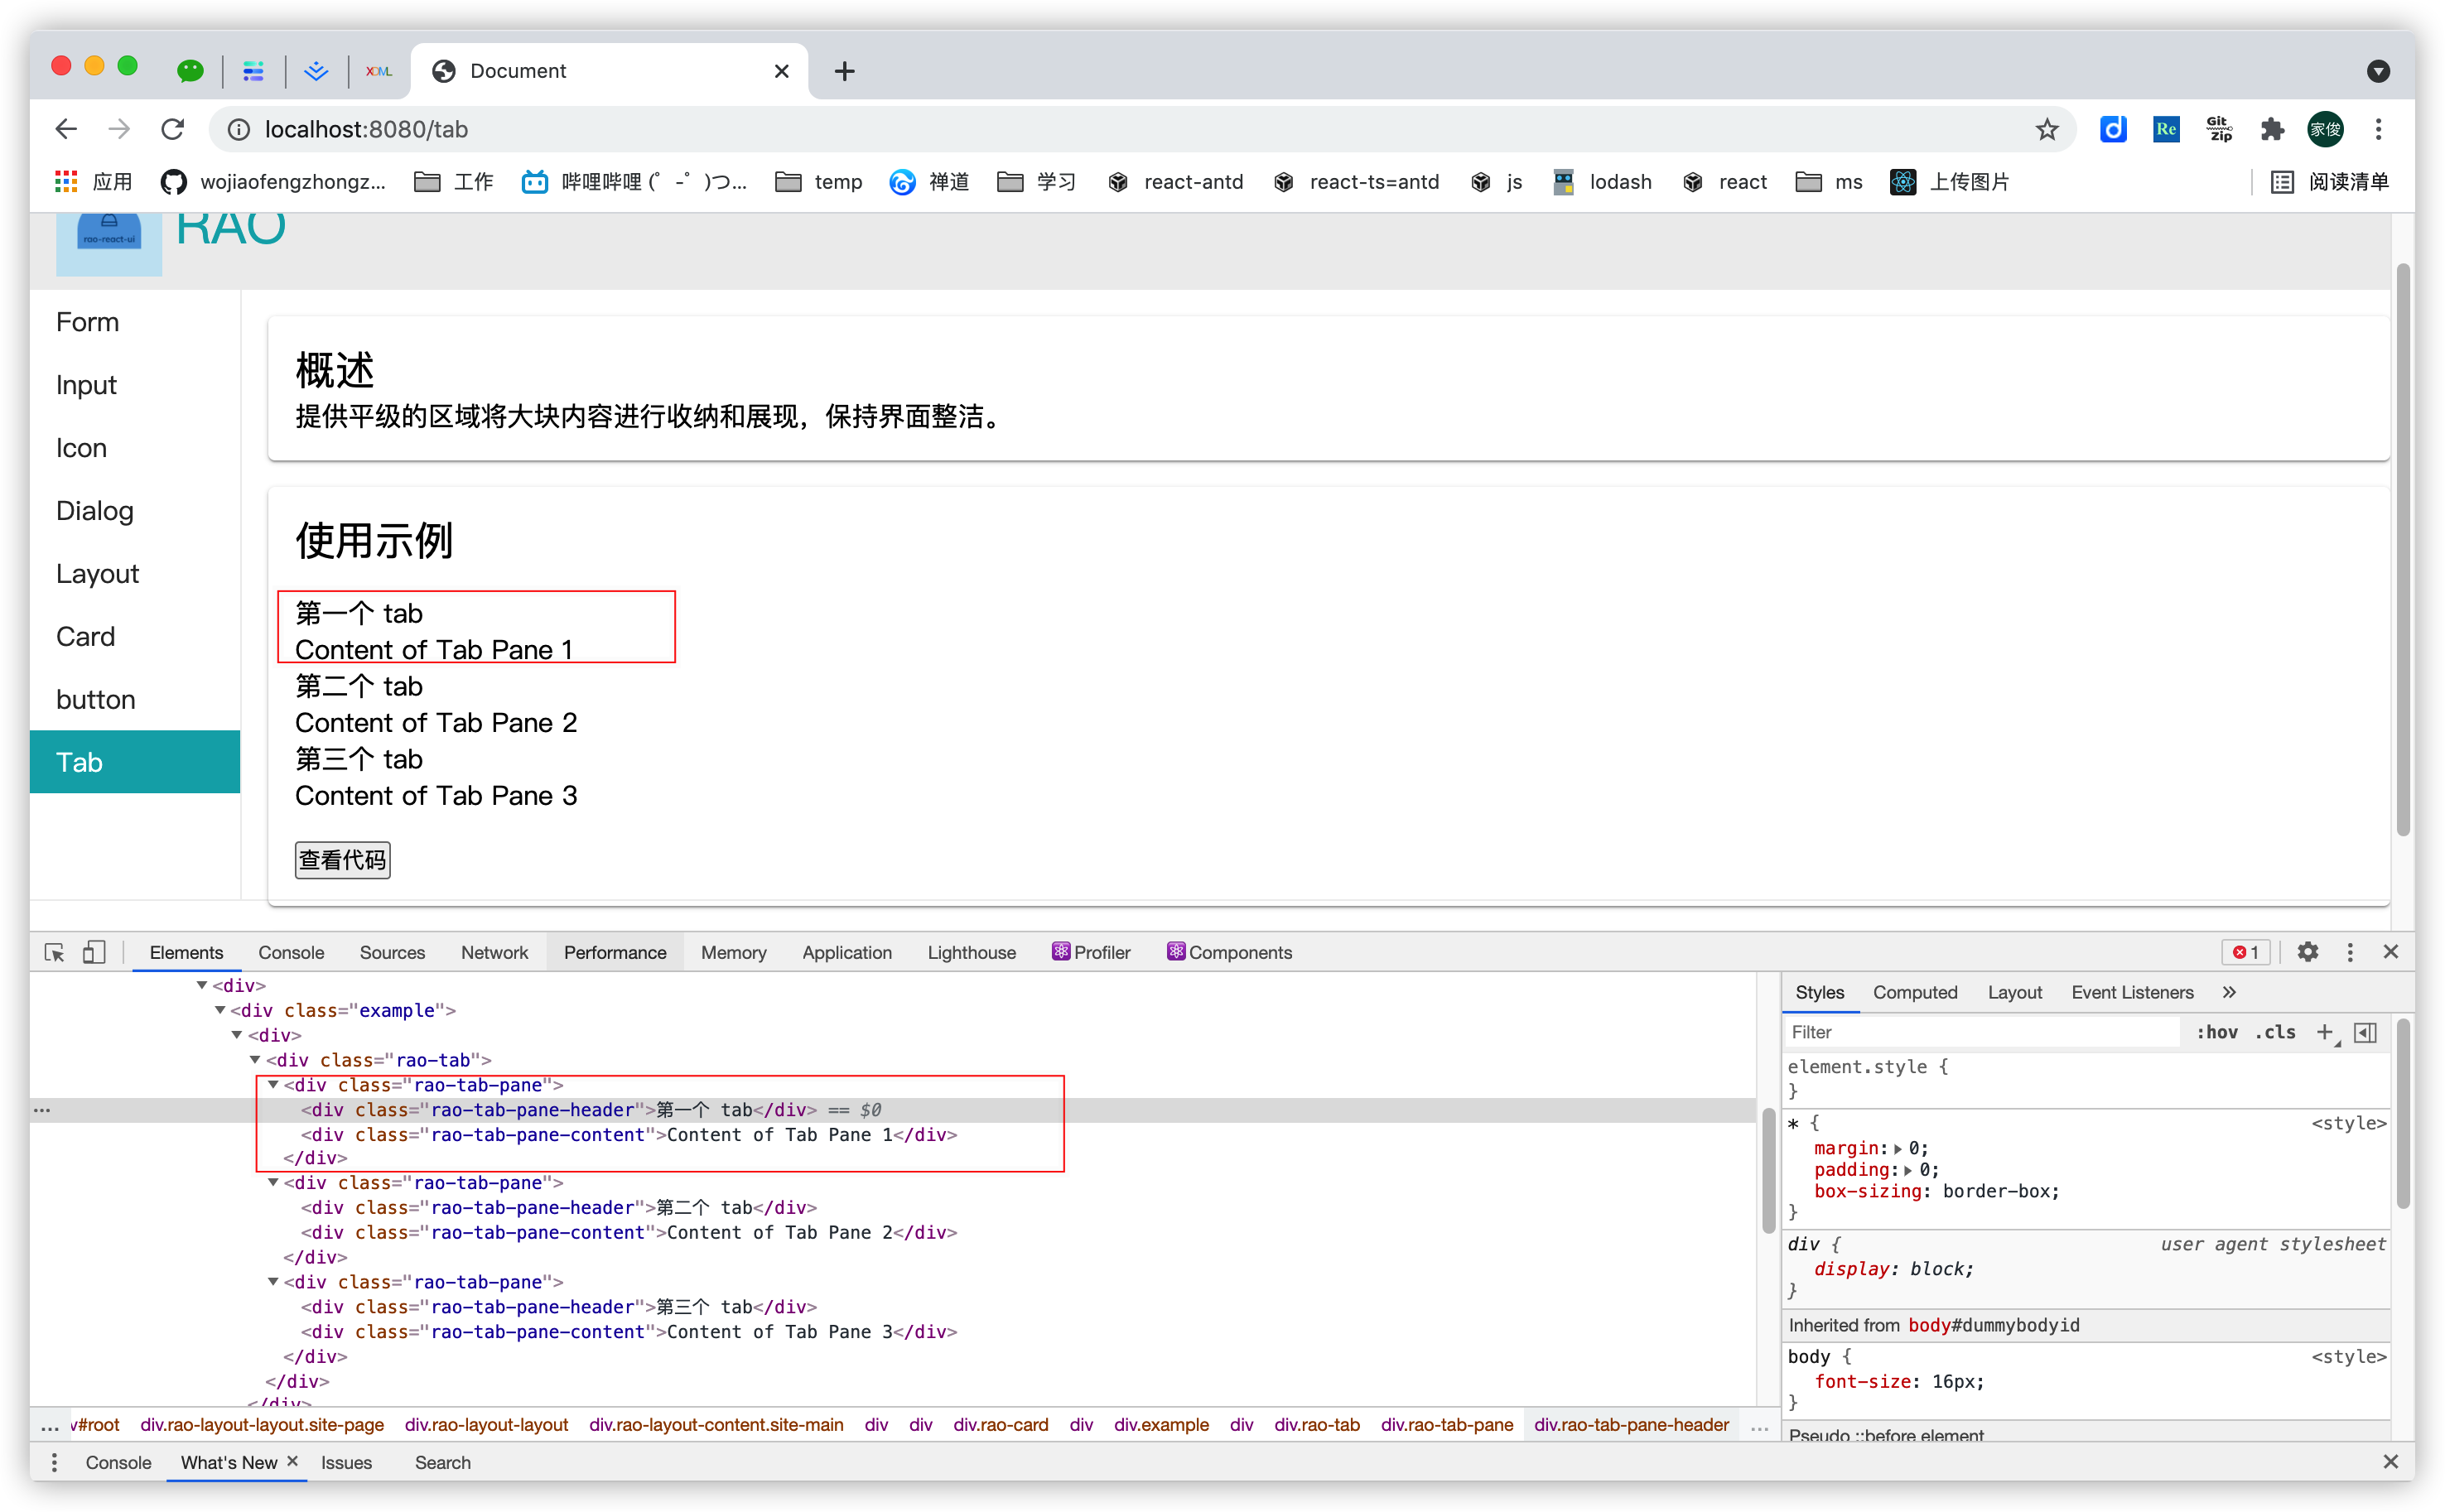 XOML
Document
localhost:8080/tab
Re
Git Zip
家俊
应用
wojiaofengzhongz...
工作
哔哩哔哩 (゜-゜)つ...
temp
禅道
学习
react-antd
react-ts=antd
js
lodash
react
ms
上传图片
阅读清单
rao-react-ui
RAO
Form
Input
Icon
Dialog
Layout
Card
button
Tab
概述
提供平级的区域将大块内容进行收纳和展现，保持界面整洁。
使用示例
第一个 tab
Content of Tab Pane 1
第二个 tab
Content of Tab Pane 2
第三个 tab
Content of Tab Pane 3
查看代码
Elements Console Sources Network Performance Memory Application Lighthouse Profiler Components 1
<div>
<div class="example">
<div>
<div class="rao-tab">
<div class="rao-tab-pane">
<div class="rao-tab-pane-header">第一个 tab</div> == $0
<div class="rao-tab-pane-content">Content of Tab Pane 1</div>
</div>
<div class="rao-tab-pane">
<div class="rao-tab-pane-header">第二个 tab</div>
<div class="rao-tab-pane-content">Content of Tab Pane 2</div>
</div>
<div class="rao-tab-pane">
<div class="rao-tab-pane-header">第三个 tab</div>
<div class="rao-tab-pane-content">Content of Tab Pane 3</div>
</div>
</div>
</div>
Styles Computed Layout Event Listeners »
Filter :hov .cls +
element.style {
}
* { <style>
margin: 0;
padding: 0;
box-sizing: border-box;
}
div { user agent stylesheet
display: block;
}
Inherited from body#dummybodyid
body { <style>
font-size: 16px;
}
Pseudo ::before element
... v#root div.rao-layout-layout.site-page div.rao-layout-layout div.rao-layout-content.site-main div div div.rao-card div div.example div div.rao-tab div.rao-tab-pane div.rao-tab-pane-header ...
Console What's New Issues Search